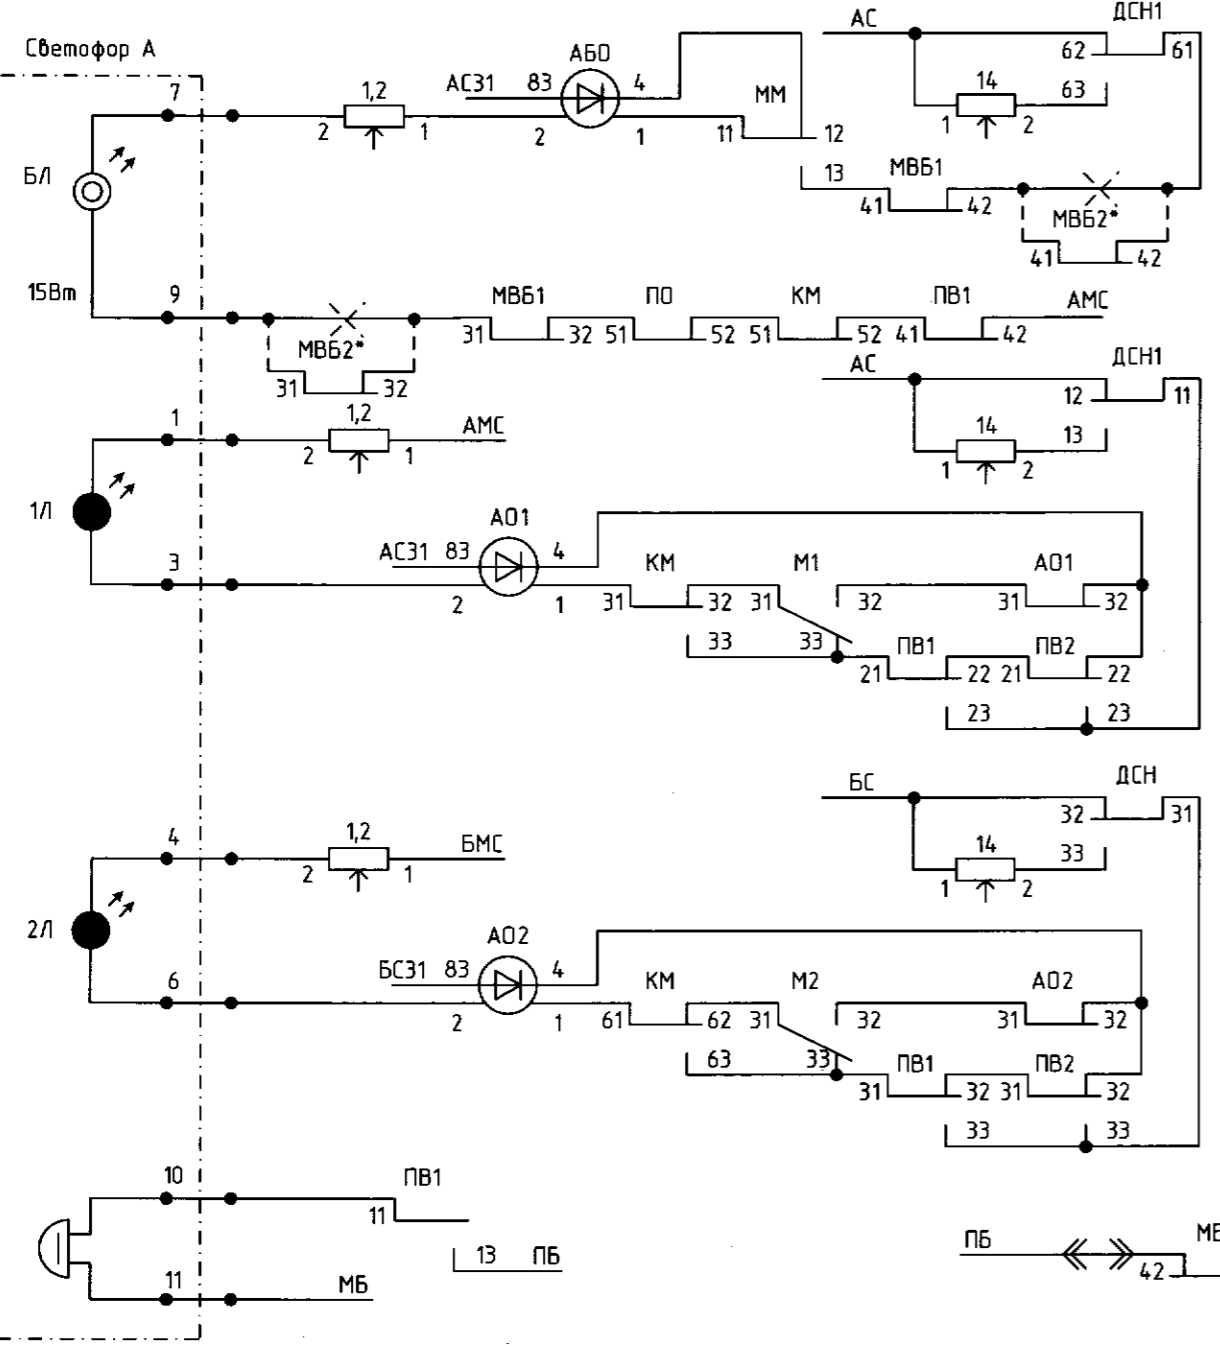 АС ДСН1
Светофор А
АБО
62 61
7 1,2 АСЗ1 83 4 ММ 14 63
2 1 2 1 11 12 1 2
13 МВБ1
БЛ
41 42 МВБ2*
41 42
15Вт 9 МВБ1 ПО КМ ПВ1 АМС
31 32 51 52 51 52 41 42
МВБ2*
АС ДСН1
31 32 12 11
1 1,2 АМС 14 13
2 1 1 2
1Л
АО1
3 АСЗ1 83 4 КМ М1 АО1
2 1 31 32 31 32 31 32
33 33 ПВ1 ПВ2
21 22 21 22
23 23
БС ДСН
32 31
4 1,2 БМС 14 33
2 1 1 2
2Л
АО2
6 БСЗ1 83 4 КМ М2 АО2
2 1 61 62 31 32 31 32
63 33 ПВ1 ПВ2
31 32 31 32
33 33
10 ПВ1
11
13 ПБ ПБ
42
11 МБ